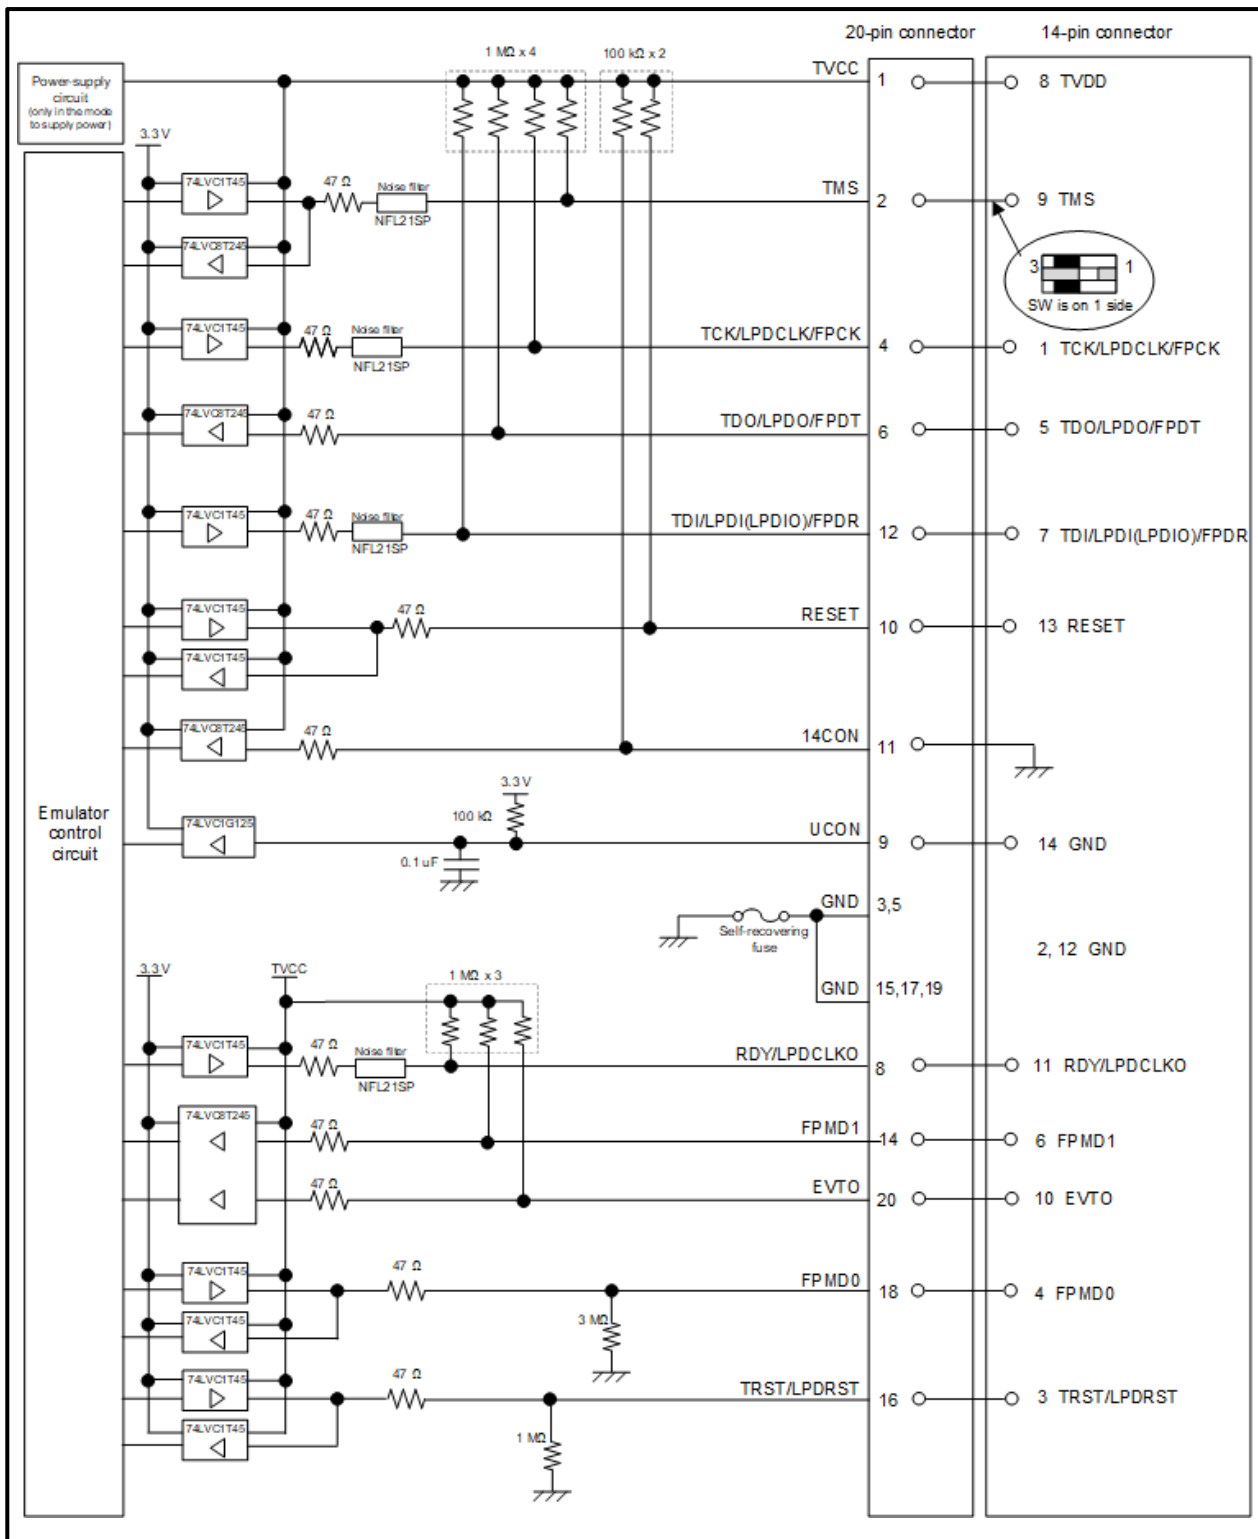 20-pin connector
14-pin connector
1 MΩ x 4
100 kΩ x 2
TVCC
1
8 TVDD
Power-supply
circuit
(only in the mode
to supply power)
3.3 V
74LVC1T45
47 Ω
Noise filter
NFL21SP
TMS
2
9 TMS
74LVC8T245
3
1
SW is on 1 side
74LVC1T45
47 Ω
Noise filter
NFL21SP
TCK/LPDCLK/FPCK
4
1 TCK/LPDCLK/FPCK
74LVC8T245
47 Ω
TDO/LPDO/FPDT
6
5 TDO/LPDO/FPDT
74LVC1T45
47 Ω
Noise filter
NFL21SP
TDI/LPDI(LPDIO)/FPDR
12
7 TDI/LPDI(LPDIO)/FPDR
74LVC1T45
47 Ω
RESET
10
13 RESET
74LVC1T45
74LVC8T245
47 Ω
14CON
11
Emulator
control
circuit
3.3 V
100 kΩ
74LVC1G125
UCON
9
14 GND
0.1 uF
GND
3,5
Self-recovering
fuse
2, 12 GND
GND
15,17,19
3.3 V
TVCC
1 MΩ x 3
74LVC1T45
47 Ω
Noise filter
NFL21SP
RDY/LPDCLKO
8
11 RDY/LPDCLKO
74LVC8T245
47 Ω
FPMD1
14
6 FPMD1
47 Ω
EVTO
20
10 EVTO
74LVC1T45
47 Ω
FPMD0
18
4 FPMD0
74LVC1T45
3 MΩ
74LVC1T45
47 Ω
TRST/LPDRST
16
3 TRST/LPDRST
74LVC1T45
1 MΩ